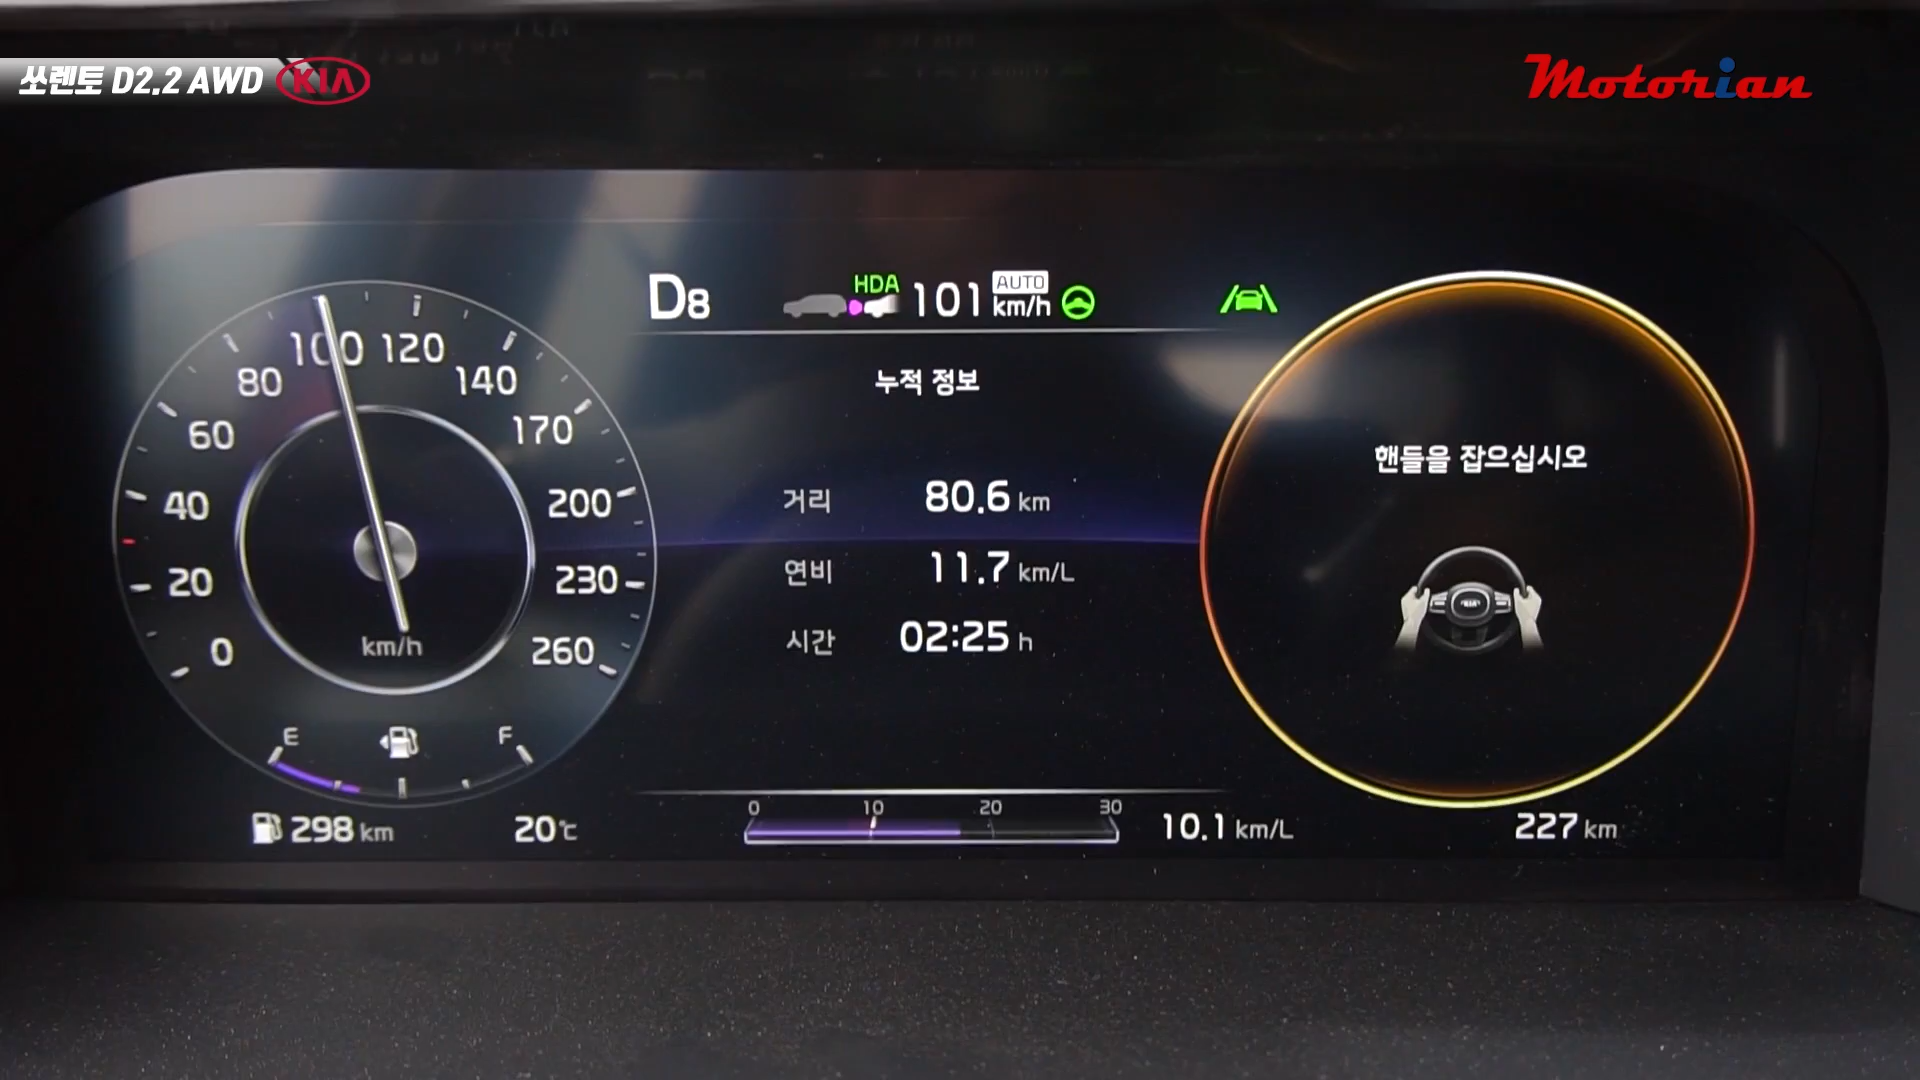 쏘렌토 D2.2 AWD KIA
Motorian
D8
HDA
101 AUTO km/h
누적 정보
거리 80.6 km
연비 11.7 km/L
시간 02:25 h
0 20 40 60 80 100 120 140 170 200 230 260
km/h
E F
298 km
20℃
0 10 20 30
10.1 km/L
핸들을 잡으십시오
KIA
227 km